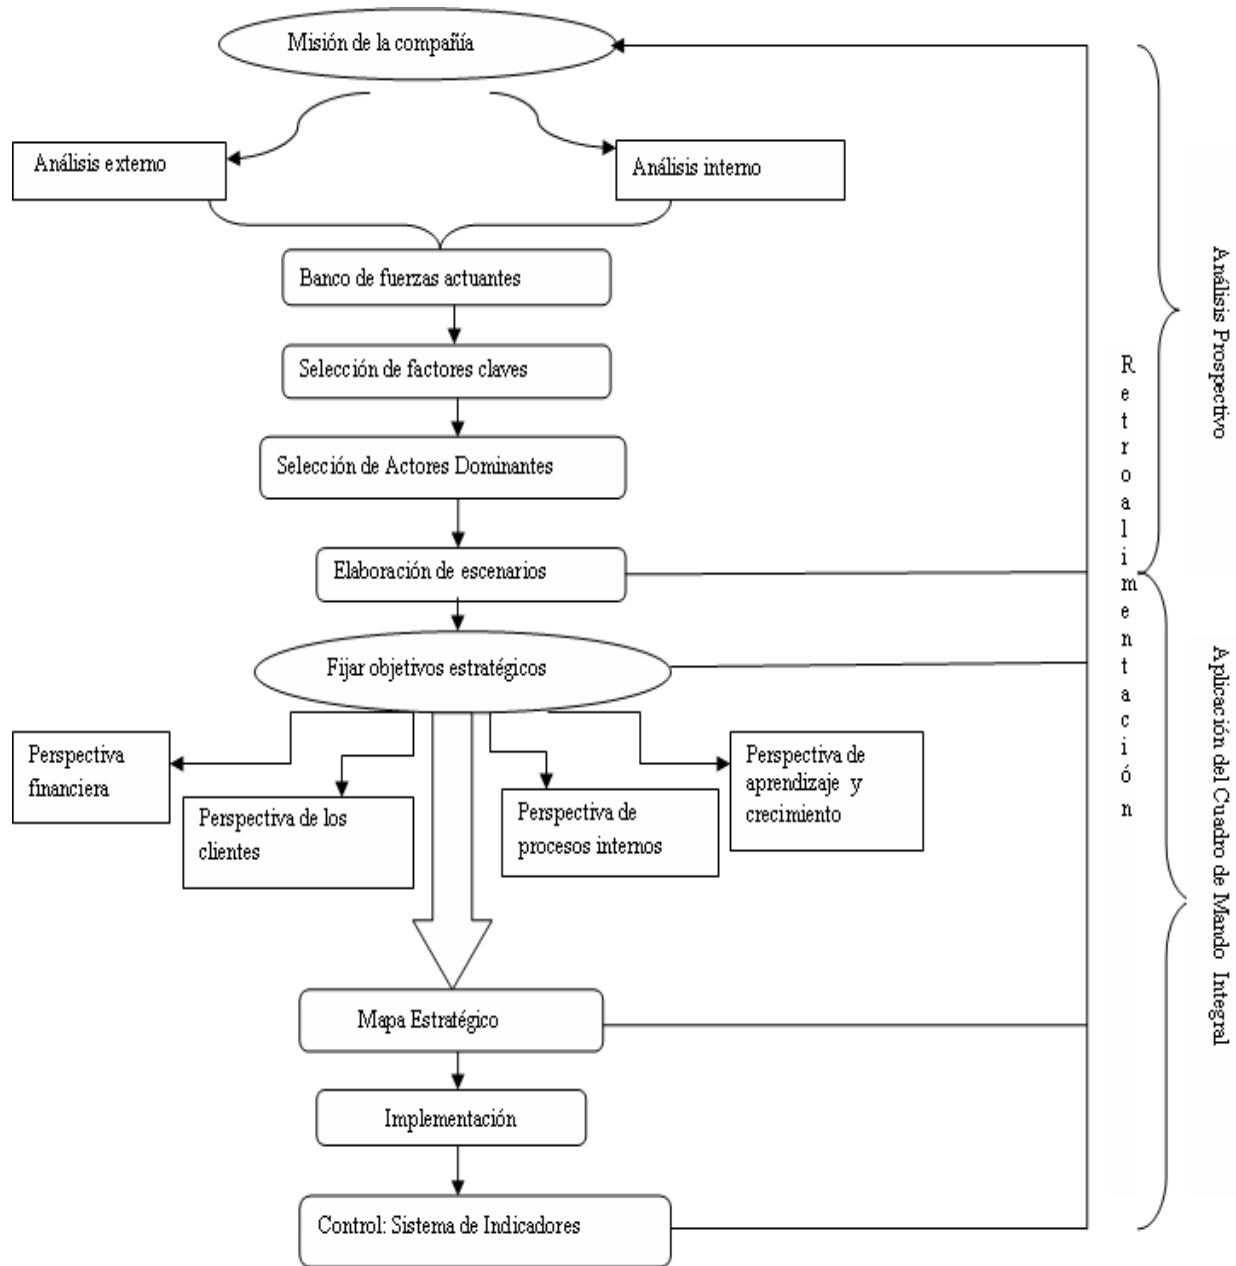 Misión de la compañía
Análisis externo
Análisis interno
Banco de fuerzas actuantes
Selección de factores claves
Selección de Actores Dominantes
Elaboración de escenarios
Fijar objetivos estratégicos
Perspectiva
financiera
Perspectiva de los
clientes
Perspectiva de
procesos internos
Perspectiva de
aprendizaje y
crecimiento
Mapa Estratégico
Implementación
Control: Sistema de Indicadores
Retroalimentación
Análisis Prospectivo
Aplicación del Cuadro de Mando Integral